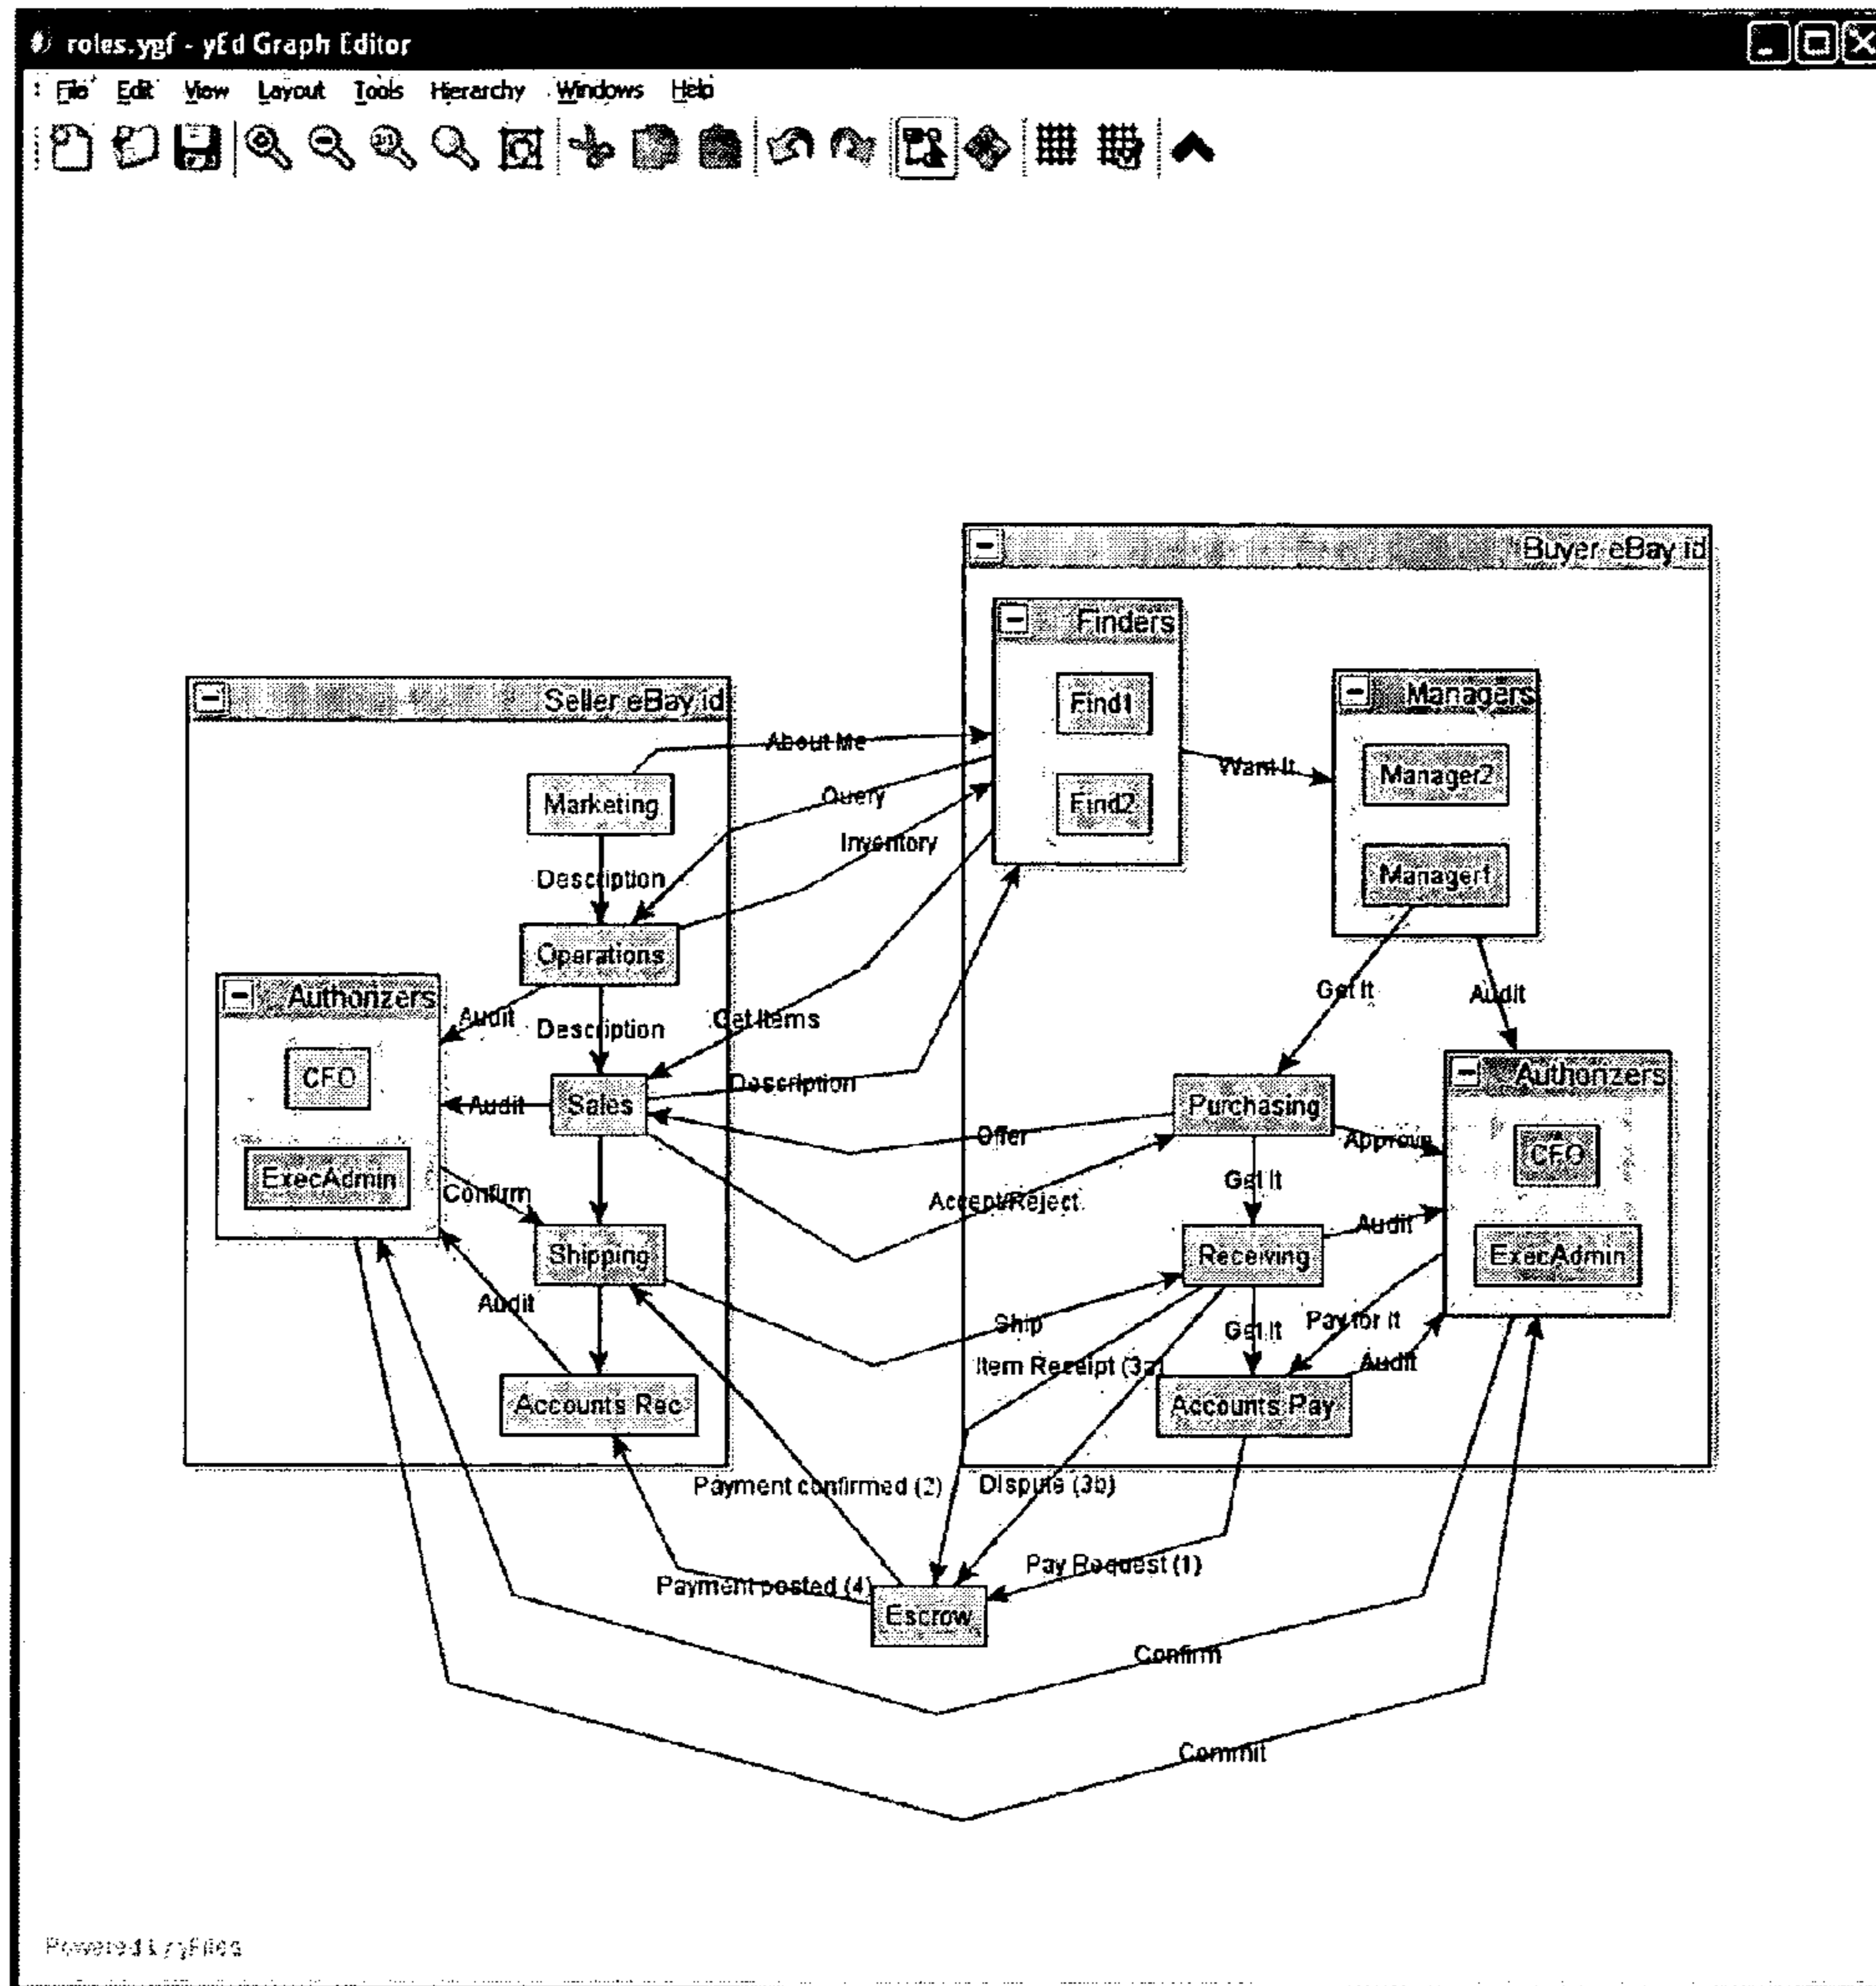 roles.ygf - yEd Graph Editor
File Edit View Layout Tools Hierarchy Windows Help
Buyer eBay id
Finders
Find1
Find2
Managers
Manager2
Manager1
Seller eBay id
About Me
Want It
Marketing
Query
Inventory
Description
Operations
Authorizers
CFO
ExecAdmin
Audit
Description
Get Items
Get It
Audit
Sales
Audit
Description
Purchasing
Authorizers
CFO
ExecAdmin
Offer
Approve
Confirm
Accept/Reject
Get It
Shipping
Receiving
Audit
Audit
Ship
Get It
Pay for It
Item Receipt (3a)
Audit
Accounts Rec
Accounts Pay
Payment confirmed (2)
Dispute (3b)
Pay Request (1)
Payment posted (4)
Escrow
Confirm
Commit
Powered by yFiles